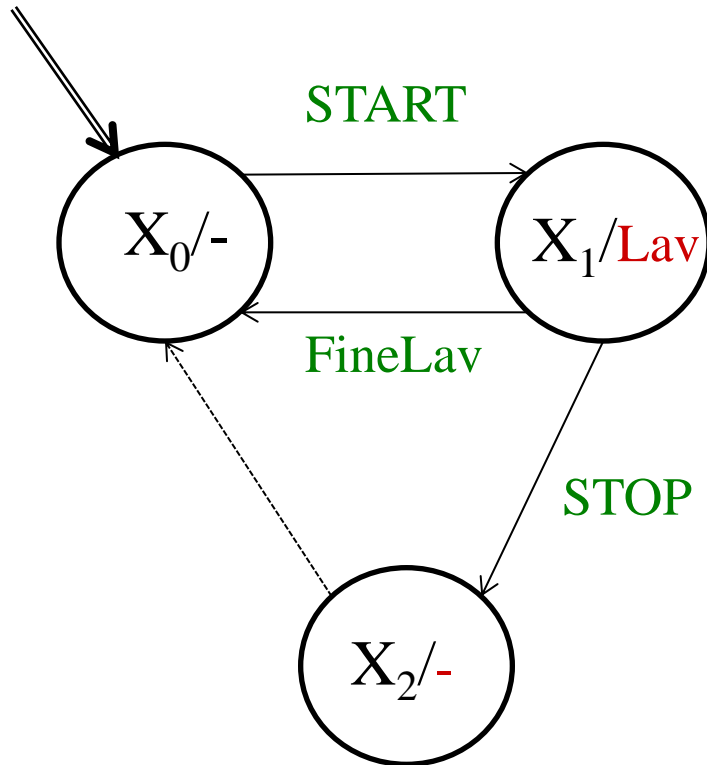 START
X₀/-
X₁/Lav
FineLav
STOP
X₂/-